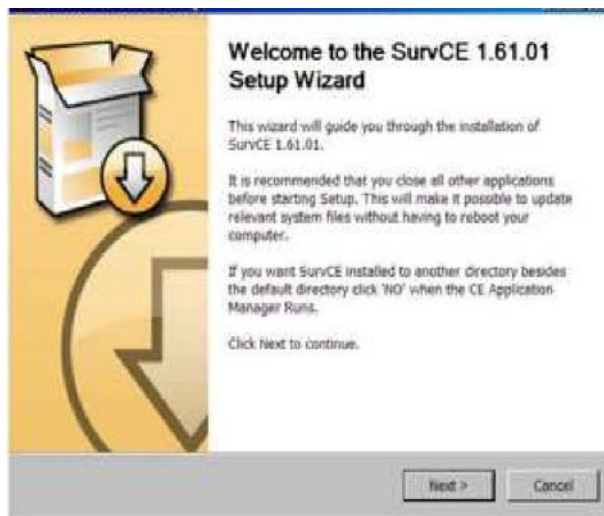 Welcome to the SurvCE 1.61.01
Setup Wizard
This wizard will guide you through the installation of
SurvCE 1.61.01.
It is recommended that you close all other applications
before starting Setup. This will make it possible to update
relevant system files without having to reboot your
computer.
If you want SurvCE installed to another directory besides
the default directory click 'NO' when the CE Application
Manager Runs.
Click Next to continue.
Next > Cancel